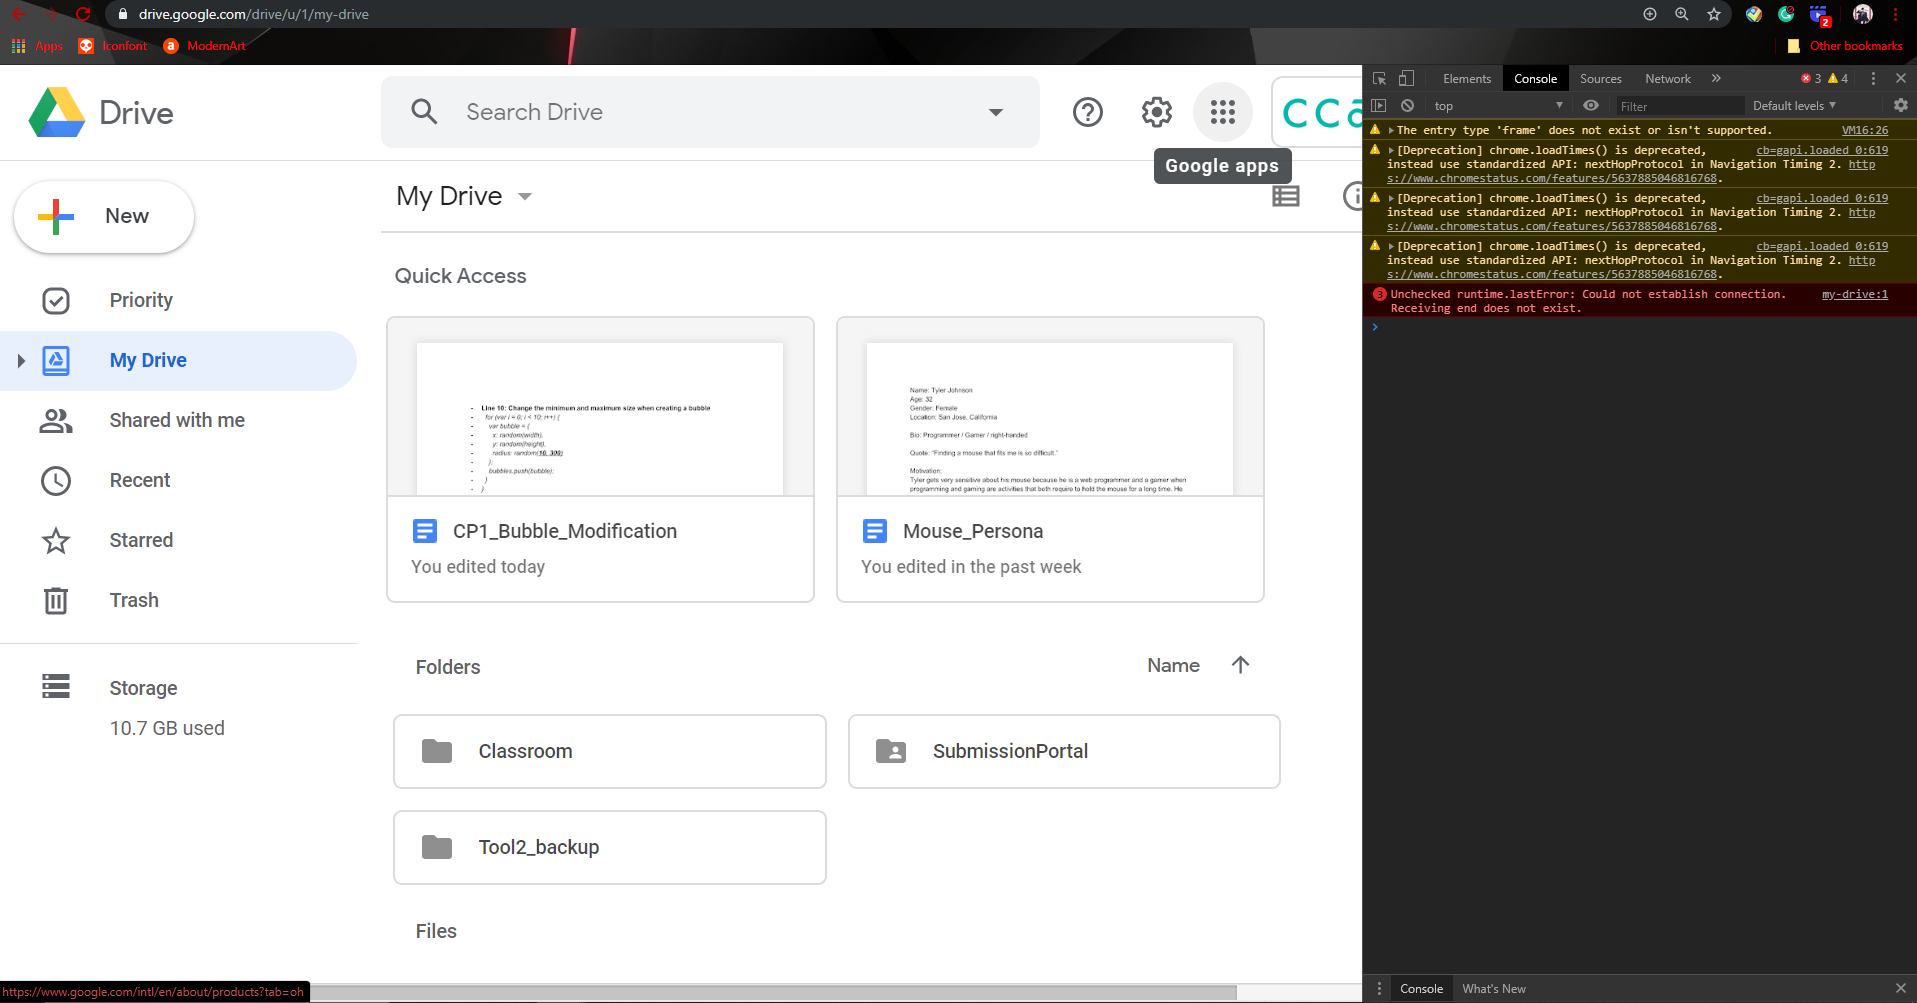 drive.google.com/drive/u/1/my-drive
2
Apps
Iconfont
a
ModernArt
Other bookmarks
Drive
Search Drive
CCa
Google apps
New
My Drive
Priority
My Drive
Shared with me
Recent
Starred
Trash
Storage
10.7 GB used
Quick Access
- Line 10: Change the minimum and maximum size when creating a bubble
- for (var i = 0; i < 10; i++) {
- var bubble = {
- x: random(width),
- y: random(height),
- radius: random(10, 300)
- };
- bubbles.push(bubble);
- }
- }
CP1_Bubble_Modification
You edited today
Name: Tyler Johnson
Age: 32
Gender: Female
Location: San Jose, California
Bio: Programmer / Gamer / right-handed
Quote: "Finding a mouse that fits me is so difficult."
Motivation:
Tyler gets very sensitive about his mouse because he is a web programmer and a gamer when
programming and gaming are activities that both require to hold the mouse for a long time. He
Mouse_Persona
You edited in the past week
Folders
Name
Classroom
SubmissionPortal
Tool2_backup
Files
https://www.google.com/intl/en/about/products?tab=oh
Elements
Console
Sources
Network
3
4
top
Filter
Default levels
The entry type 'frame' does not exist or isn't supported.
VM16:26
[Deprecation] chrome.loadTimes() is deprecated,
cb=gapi.loaded_0:619
instead use standardized API: nextHopProtocol in Navigation Timing 2. http
s://www.chromestatus.com/features/5637885046816768.
[Deprecation] chrome.loadTimes() is deprecated,
cb=gapi.loaded_0:619
instead use standardized API: nextHopProtocol in Navigation Timing 2. http
s://www.chromestatus.com/features/5637885046816768.
[Deprecation] chrome.loadTimes() is deprecated,
cb=gapi.loaded_0:619
instead use standardized API: nextHopProtocol in Navigation Timing 2. http
s://www.chromestatus.com/features/5637885046816768.
3
Unchecked runtime.lastError: Could not establish connection.
my-drive:1
Receiving end does not exist.
Console
What's New